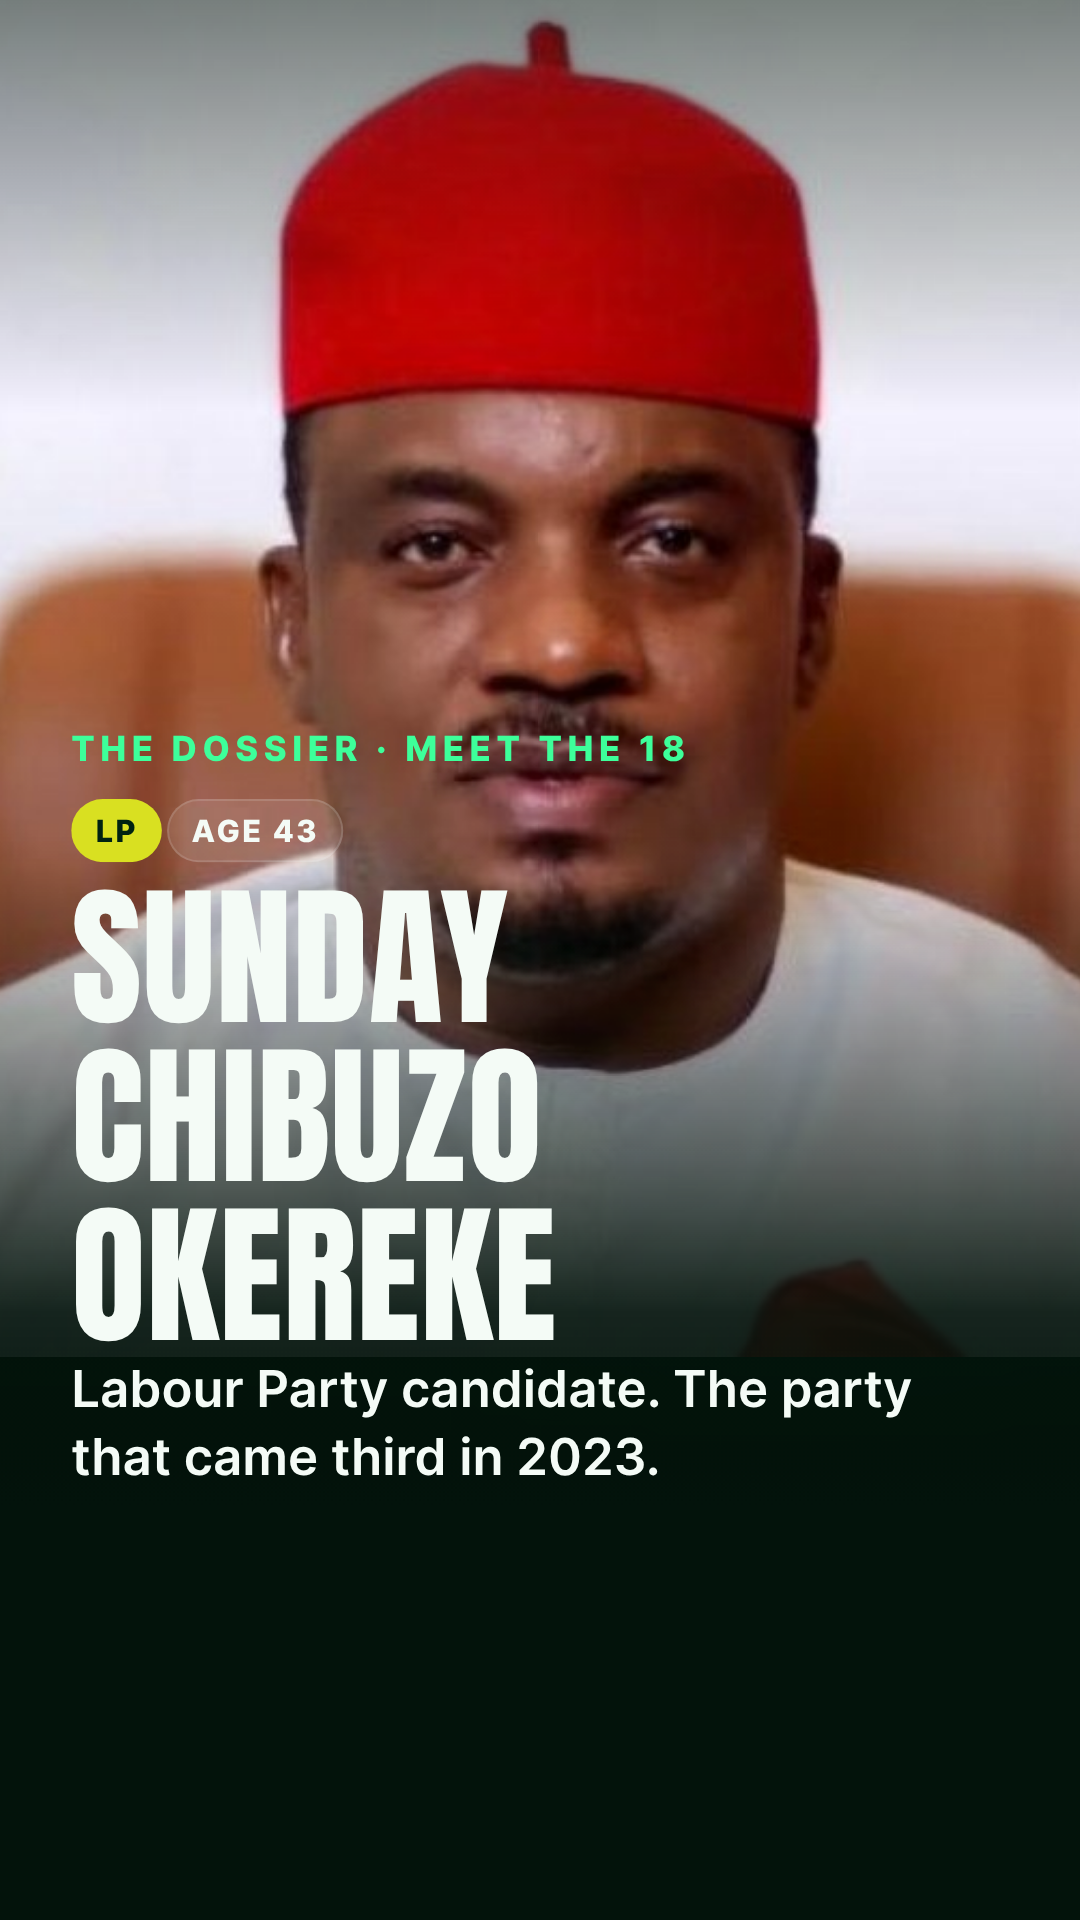 THE DOSSIER · MEET THE 18
LP
AGE 43
SUNDAY
CHIBUZO
OKEREKE
Labour Party candidate. The party
that came third in 2023.